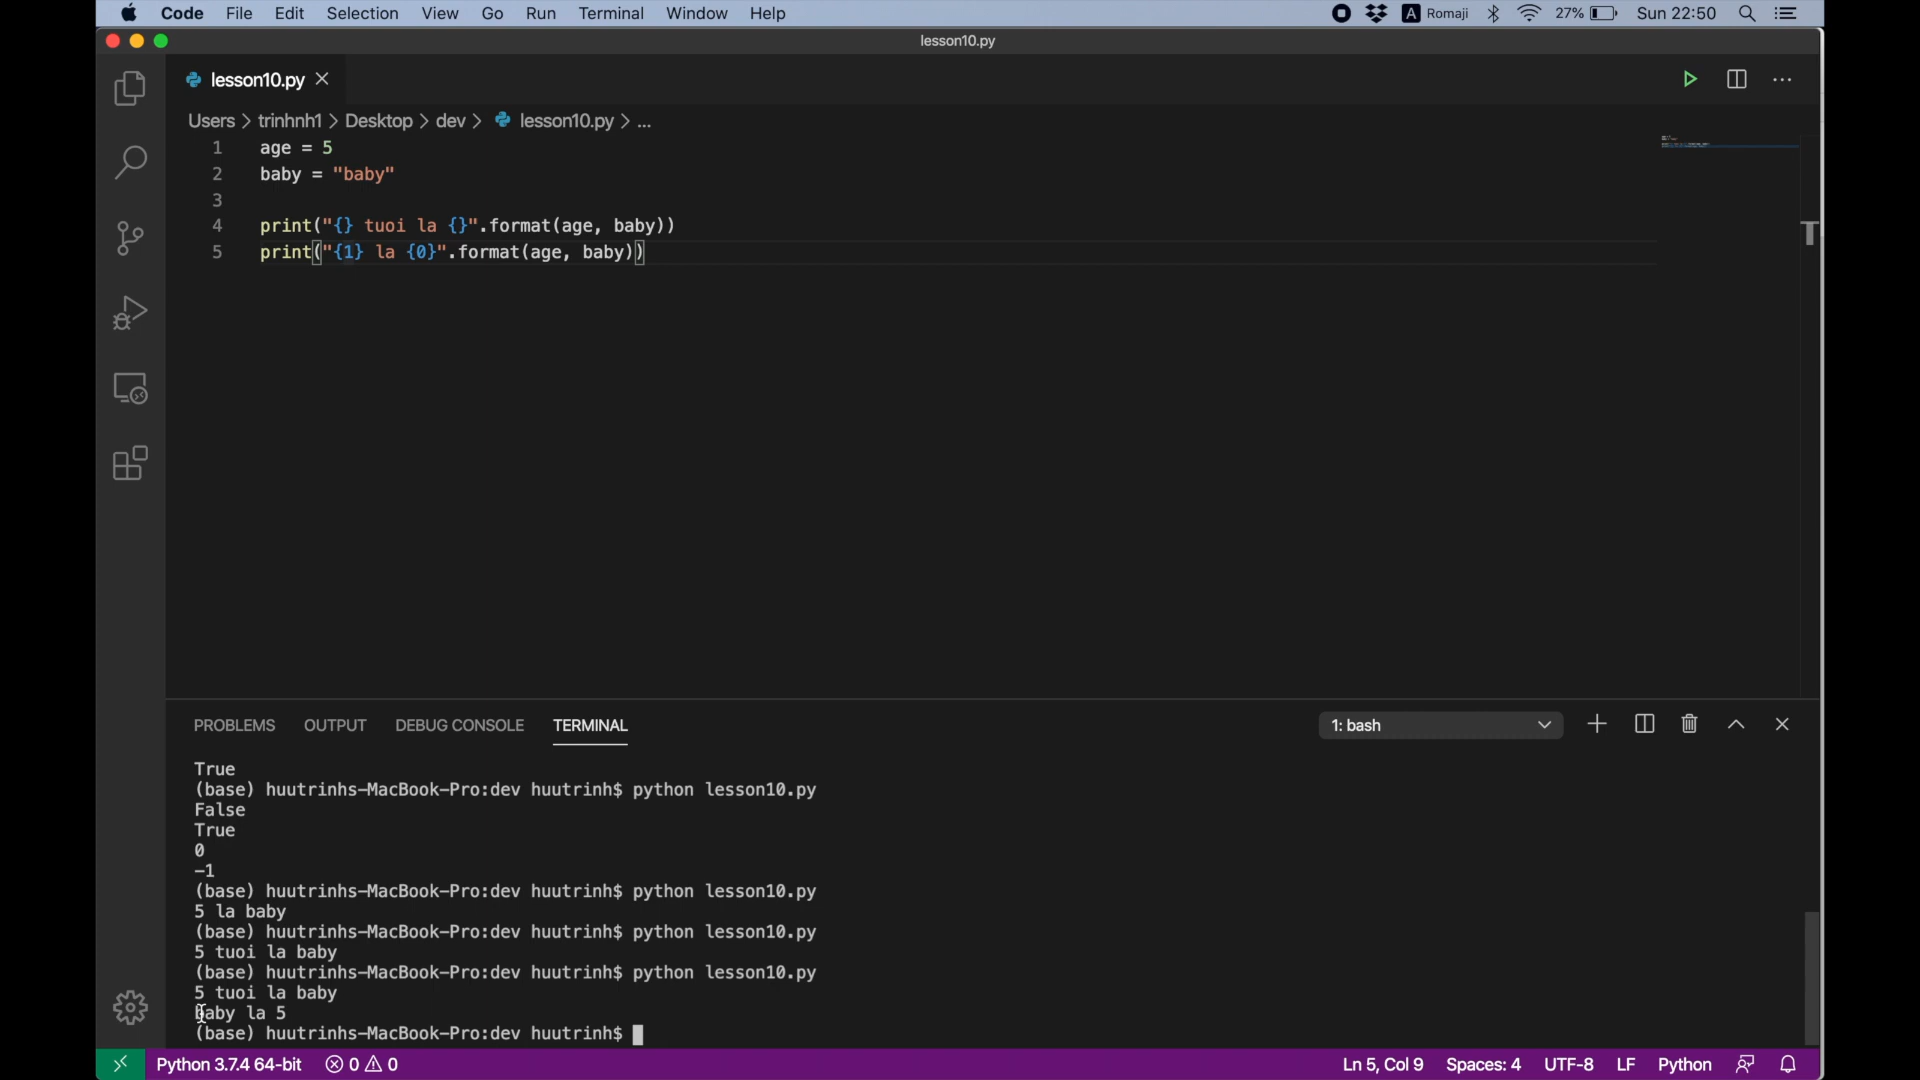 Code File Edit Selection View Go Run Terminal Window Help A Romaji 27% Sun 22:50
lesson10.py
lesson10.py
Users > trinhnh1 > Desktop > dev > lesson10.py > ...
1 age = 5
2 baby = "baby"
3
4 print("{} tuoi la {}".format(age, baby))
5 print("{1} la {0}".format(age, baby))
PROBLEMS OUTPUT DEBUG CONSOLE TERMINAL 1: bash
True
(base) huutrinhs-MacBook-Pro:dev huutrinh$ python lesson10.py
False
True
0
-1
(base) huutrinhs-MacBook-Pro:dev huutrinh$ python lesson10.py
5 la baby
(base) huutrinhs-MacBook-Pro:dev huutrinh$ python lesson10.py
5 tuoi la baby
(base) huutrinhs-MacBook-Pro:dev huutrinh$ python lesson10.py
5 tuoi la baby
baby la 5
(base) huutrinhs-MacBook-Pro:dev huutrinh$
Python 3.7.4 64-bit 0 0 Ln 5, Col 9 Spaces: 4 UTF-8 LF Python